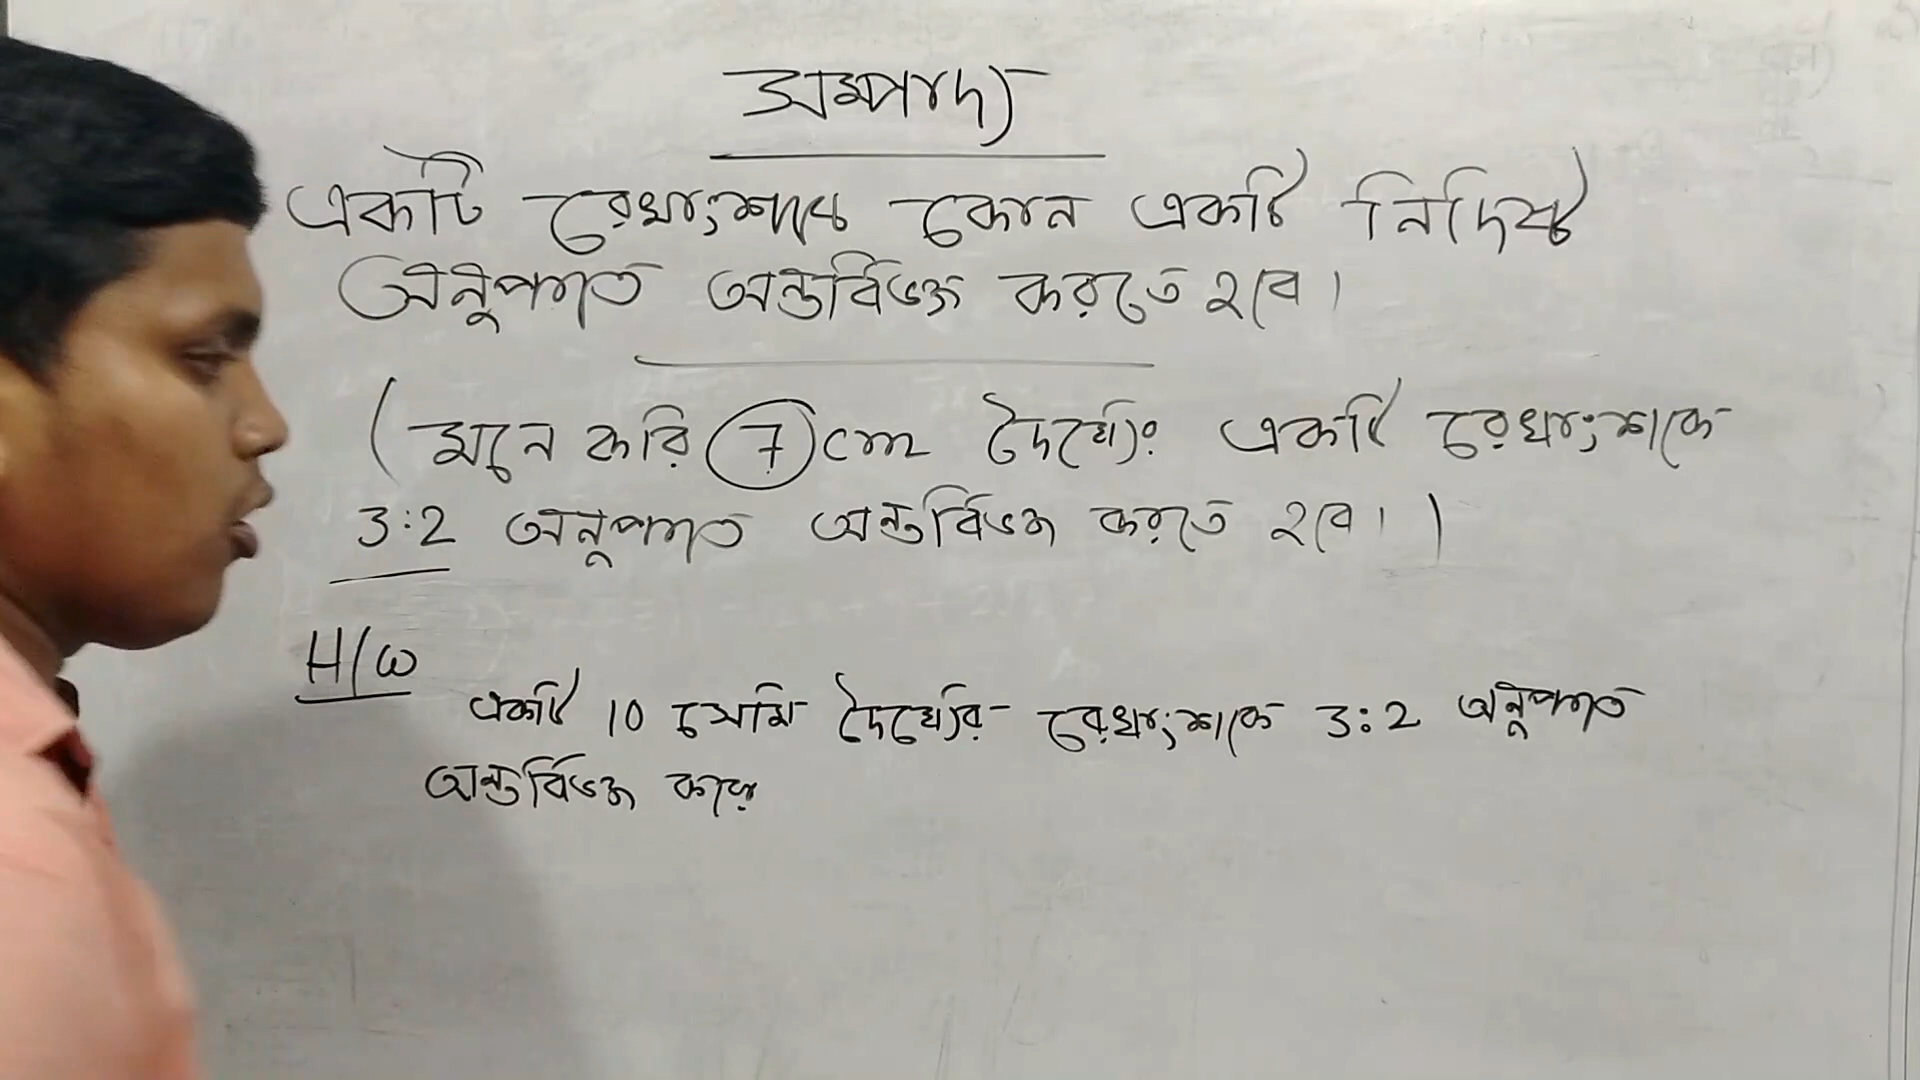 সম্পাদ্য
একটি রেখাংশকে কোন একটি নির্দিষ্ট
অনুপাতে অন্তর্বিভক্ত করতে হবে।
(মনে করি 7 cm দৈর্ঘ্যের একটি রেখাংশকে
3:2 অনুপাতে অন্তর্বিভক্ত করতে হবে।)
H/W
একটি 10 সেমি দৈর্ঘ্যের রেখাংশকে 3:2 অনুপাতে
অন্তর্বিভক্ত করো